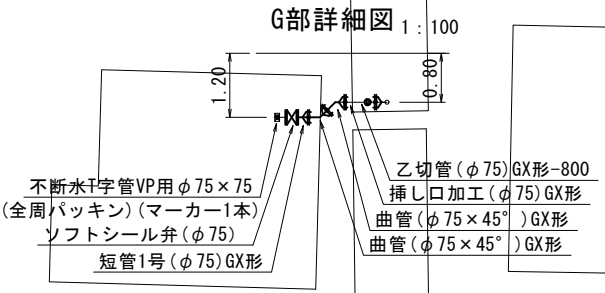 G部詳細図 1:100
1.20
0.80
不断水T字管VP用φ75×75
(全周パッキン)(マーカー1本)
ソフトシール弁(φ75)
短管1号(φ75)GX形
乙切管(φ75)GX形-800
挿し口加工(φ75)GX形
曲管(φ75×45°)GX形
曲管(φ75×45°)GX形